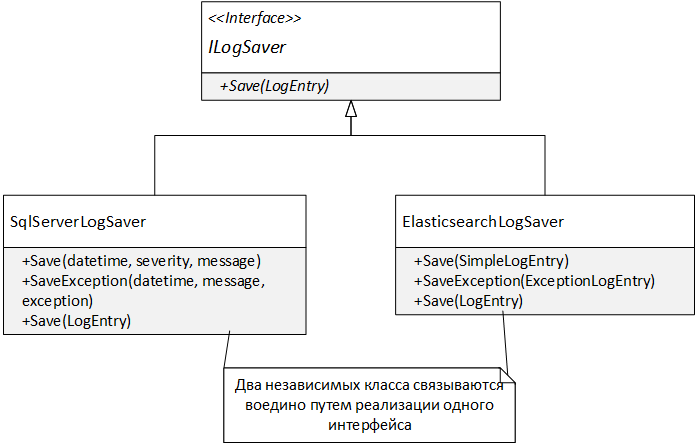 <<Interface>>
ILogSaver
+Save(LogEntry)
SqlServerLogSaver
+Save(datetime, severity, message)
+SaveException(datetime, message,
exception)
+Save(LogEntry)
ElasticsearchLogSaver
+Save(SimpleLogEntry)
+SaveException(ExceptionLogEntry)
+Save(LogEntry)
Два независимых класса связываются
воедино путем реализации одного
интерфейса